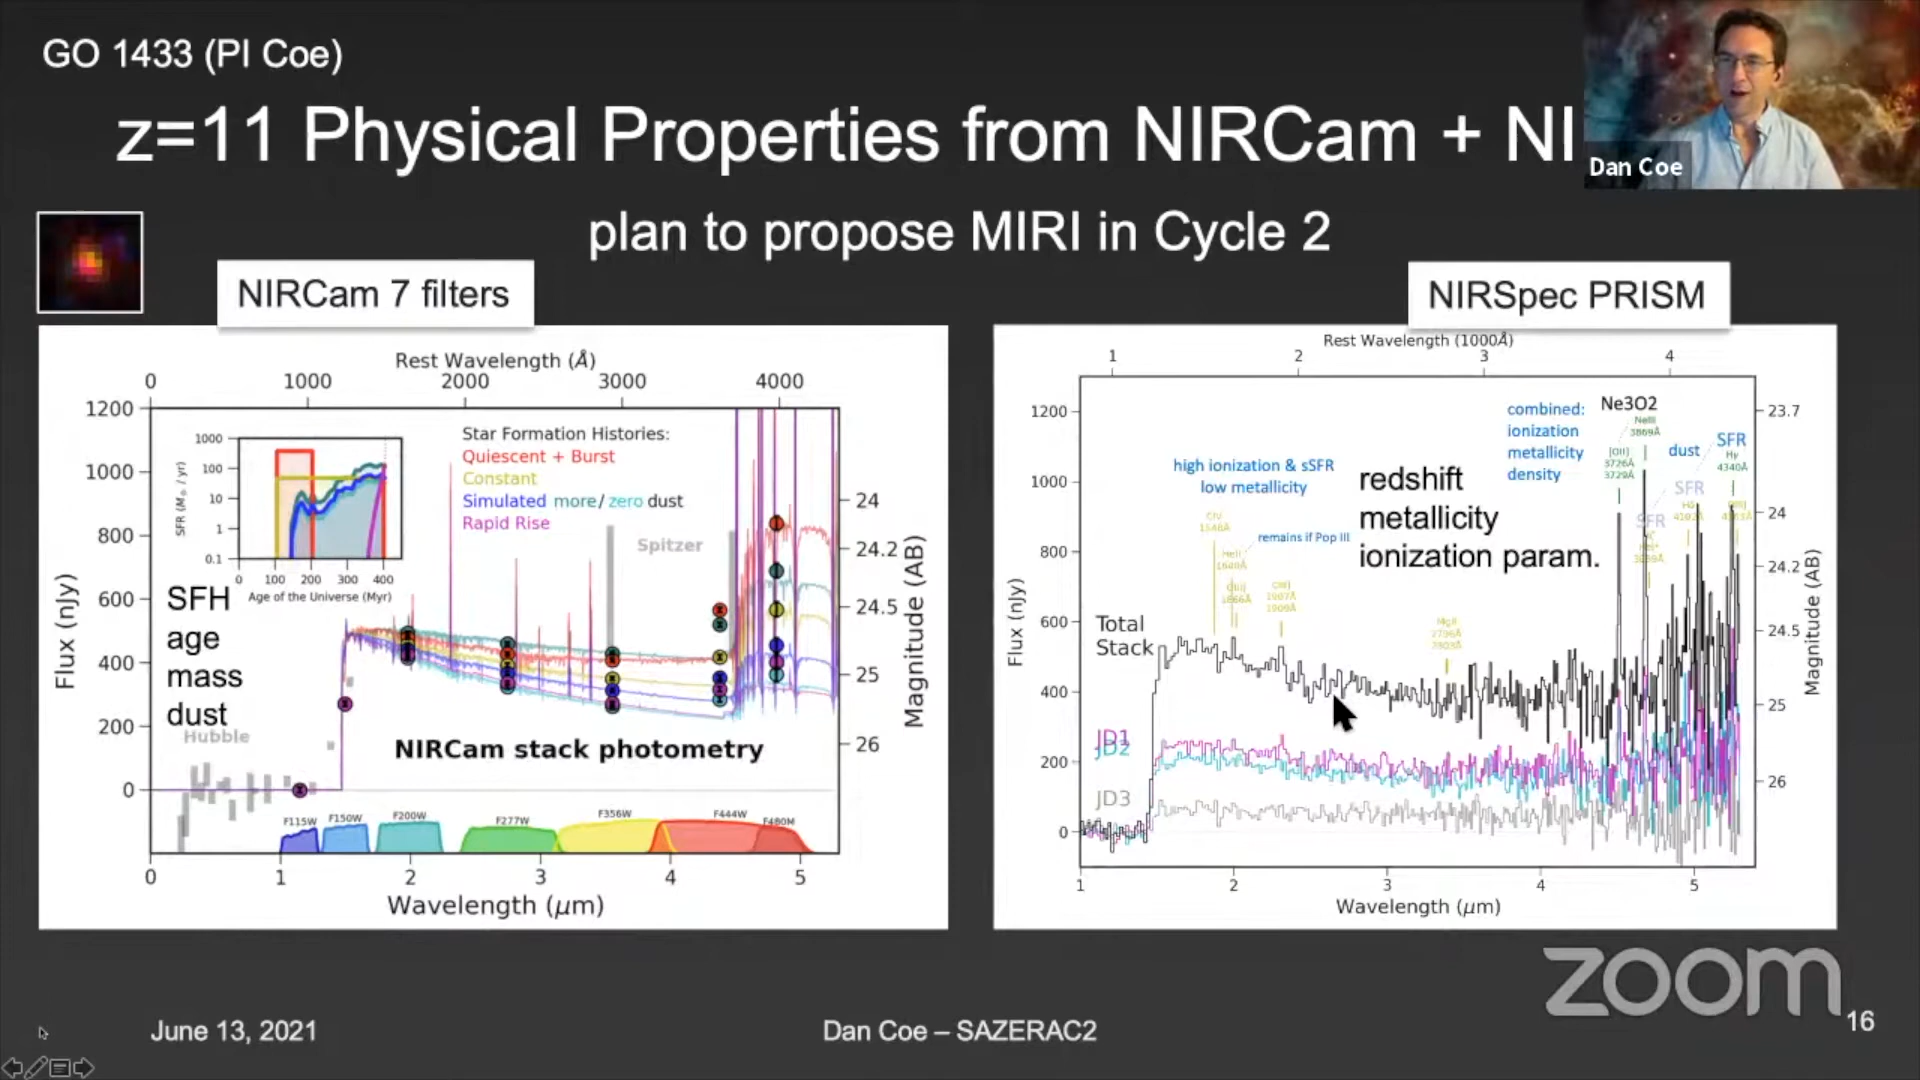 GO 1433 (PI Coe)
z=11 Physical Properties from NIRCam + NI
Dan Coe
plan to propose MIRI in Cycle 2
NIRCam 7 filters
NIRSpec PRISM
Rest Wavelength (Å)
0 1000 2000 3000 4000
1200
1000
800
600
400
200
0
Flux (nJy)
1000
100
10
1
0.1
SFR (M⊙ / yr)
0 100 200 300 400
Age of the Universe (Myr)
Star Formation Histories:
Quiescent + Burst
Constant
Simulated more/ zero dust
Rapid Rise
Spitzer
SFH
age
mass
dust
Hubble
NIRCam stack photometry
F115W F150W F200W F277W F356W F444W F480M
24
24.2
24.5
25
26
Magnitude (AB)
0 1 2 3 4 5
Wavelength (μm)
Rest Wavelength (1000Å)
1 2 3 4
1200
1000
800
600
400
200
0
Flux (nJy)
high ionization & sSFR
low metallicity
CIV
1548Å
HeII
1640Å
remains if Pop III
OIII]
1666Å
CIII]
1907Å
1909Å
redshift
metallicity
ionization param.
combined:
ionization
metallicity
density
Ne3O2
NeIII
3869Å
[OII]
3726Å
3729Å
dust
SFR
Hγ
4340Å
SFR
Hδ
SFR
MgII
2796Å
2803Å
Total
Stack
JD1
JD2
JD3
23.7
24
24.2
24.5
25
26
Magnitude (AB)
1 2 3 4 5
Wavelength (μm)
zoom
June 13, 2021
Dan Coe – SAZERAC2
16